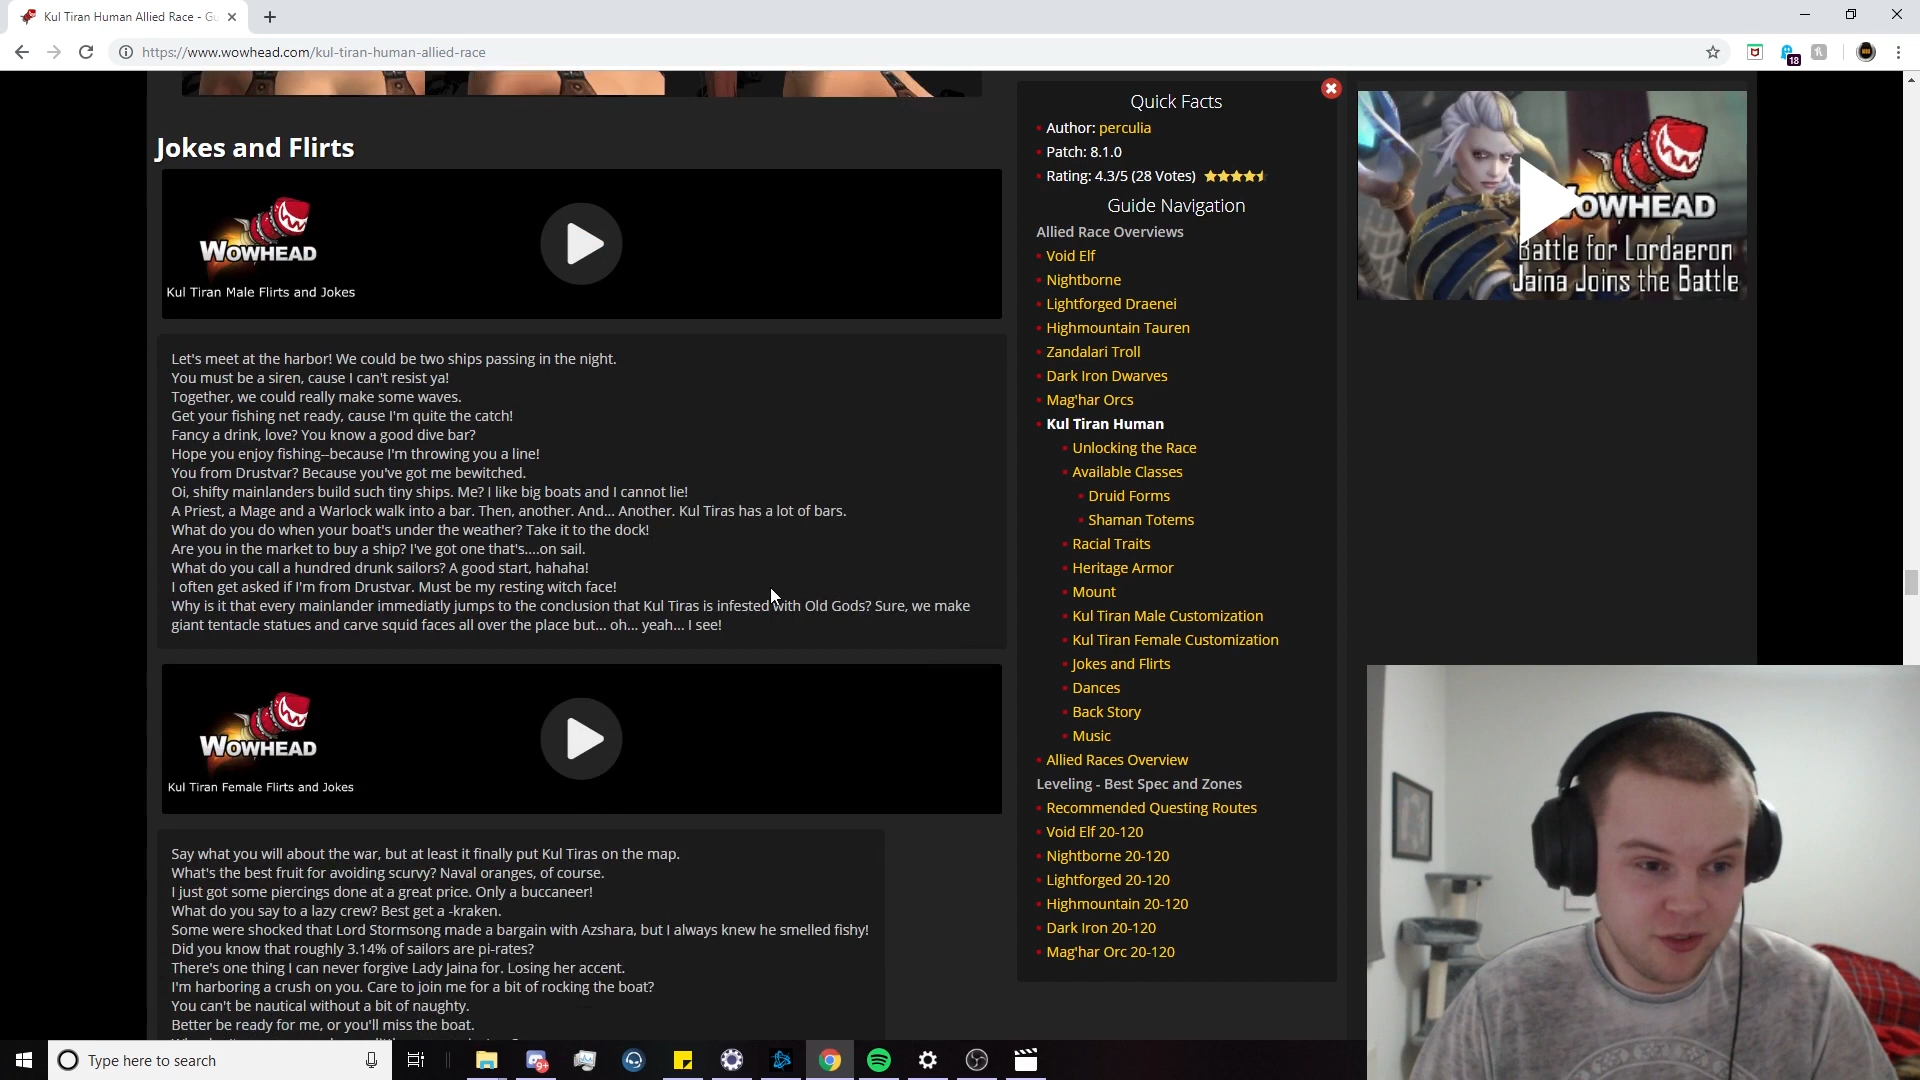 Kul Tiran Human Allied Race - Gu
https://www.wowhead.com/kul-tiran-human-allied-race
18
Jokes and Flirts
WOWHEAD
Kul Tiran Male Flirts and Jokes
Let's meet at the harbor! We could be two ships passing in the night.
You must be a siren, cause I can't resist ya!
Together, we could really make some waves.
Get your fishing net ready, cause I'm quite the catch!
Fancy a drink, love? You know a good dive bar?
Hope you enjoy fishing--because I'm throwing you a line!
You from Drustvar? Because you've got me bewitched.
Oi, shifty mainlanders build such tiny ships. Me? I like big boats and I cannot lie!
A Priest, a Mage and a Warlock walk into a bar. Then, another. And... Another. Kul Tiras has a lot of bars.
What do you do when your boat's under the weather? Take it to the dock!
Are you in the market to buy a ship? I've got one that's....on sail.
What do you call a hundred drunk sailors? A good start, hahaha!
I often get asked if I'm from Drustvar. Must be my resting witch face!
Why is it that every mainlander immediatly jumps to the conclusion that Kul Tiras is infested with Old Gods? Sure, we make
giant tentacle statues and carve squid faces all over the place but... oh... yeah... I see!
WOWHEAD
Kul Tiran Female Flirts and Jokes
Say what you will about the war, but at least it finally put Kul Tiras on the map.
What's the best fruit for avoiding scurvy? Naval oranges, of course.
I just got some piercings done at a great price. Only a buccaneer!
What do you say to a lazy crew? Best get a -kraken.
Some were shocked that Lord Stormsong made a bargain with Azshara, but I always knew he smelled fishy!
Did you know that roughly 3.14% of sailors are pi-rates?
There's one thing I can never forgive Lady Jaina for. Losing her accent.
I'm harboring a crush on you. Care to join me for a bit of rocking the boat?
You can't be nautical without a bit of naughty.
Better be ready for me, or you'll miss the boat.
Quick Facts
Author: perculia
Patch: 8.1.0
Rating: 4.3/5 (28 Votes)
Guide Navigation
Allied Race Overviews
Void Elf
Nightborne
Lightforged Draenei
Highmountain Tauren
Zandalari Troll
Dark Iron Dwarves
Mag'har Orcs
Kul Tiran Human
Unlocking the Race
Available Classes
Druid Forms
Shaman Totems
Racial Traits
Heritage Armor
Mount
Kul Tiran Male Customization
Kul Tiran Female Customization
Jokes and Flirts
Dances
Back Story
Music
Allied Races Overview
Leveling - Best Spec and Zones
Recommended Questing Routes
Void Elf 20-120
Nightborne 20-120
Lightforged 20-120
Highmountain 20-120
Dark Iron 20-120
Mag'har Orc 20-120
WOWHEAD
Battle for Lordaeron
Jaina Joins the Battle
Type here to search